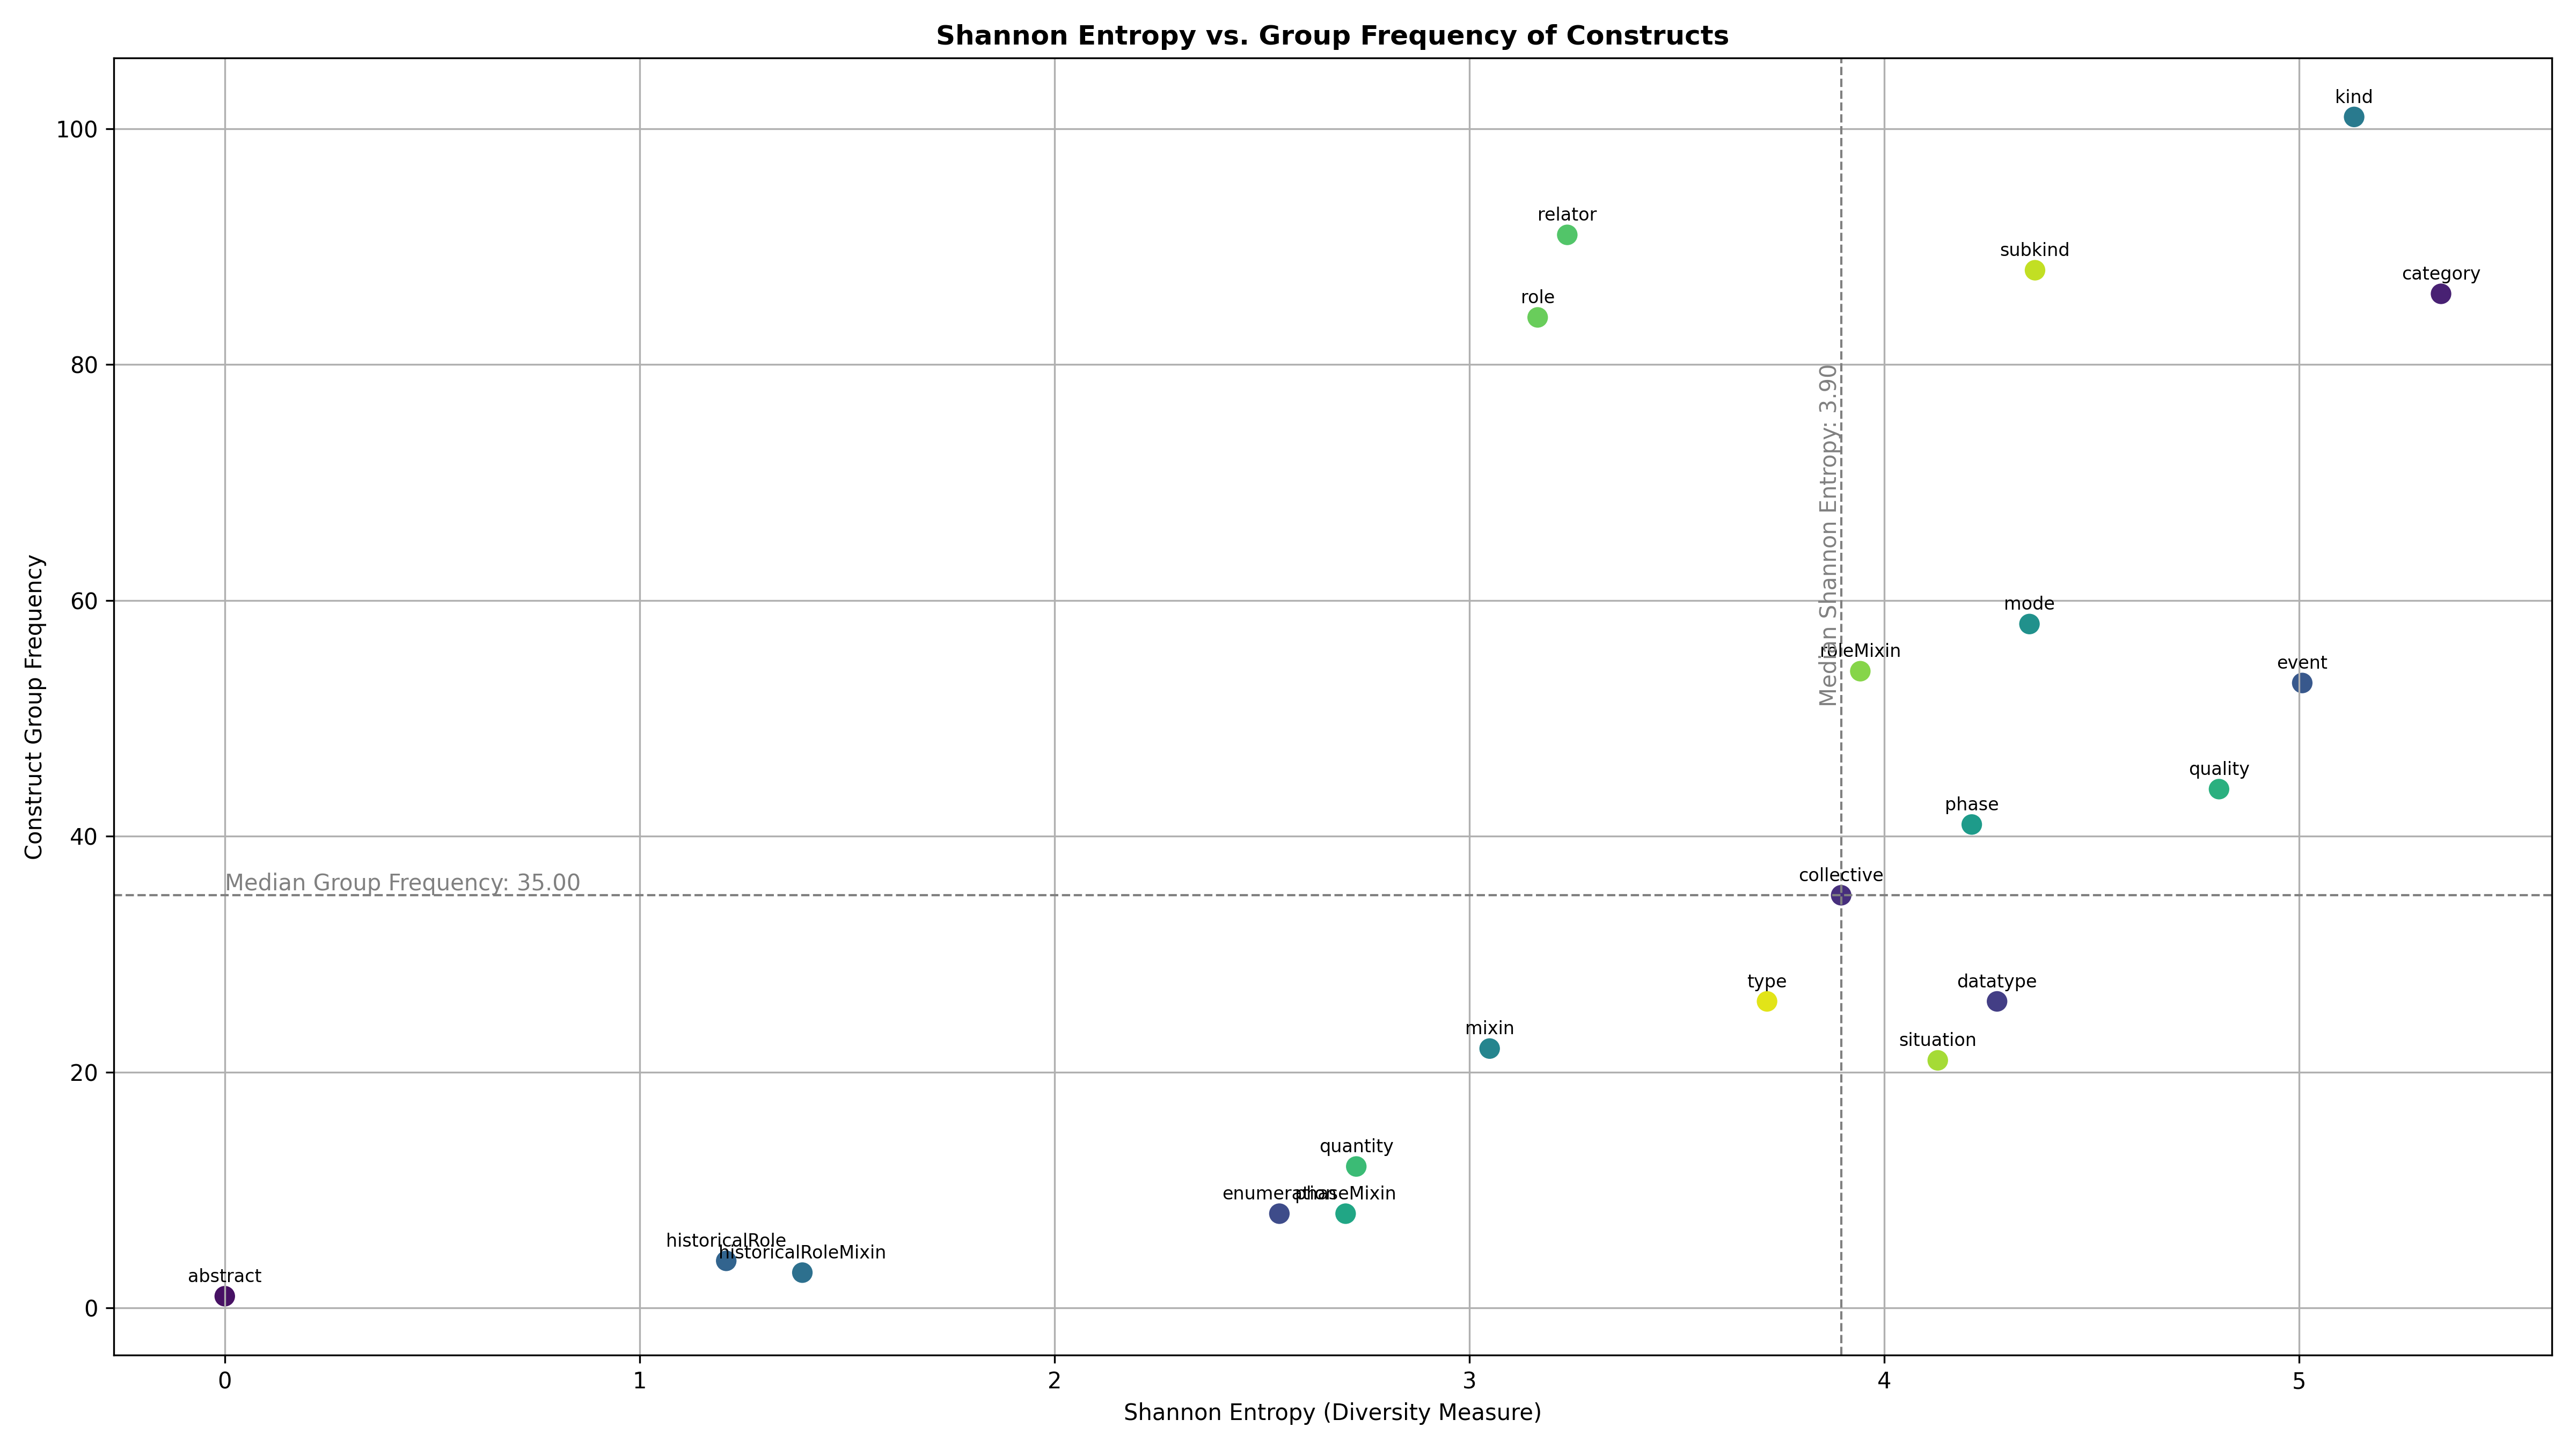 Shannon Entropy vs. Group Frequency of Constructs
kind
relator
subkind
category
role
mode
roleMixin
event
quality
phase
collective
type
datatype
mixin
situation
quantity
enumeration
phaseMixin
historicalRole
historicalRoleMixin
abstract
Median Shannon Entropy: 3.90
Median Group Frequency: 35.00
Construct Group Frequency
100
80
60
40
20
0
0 1 2 3 4 5
Shannon Entropy (Diversity Measure)